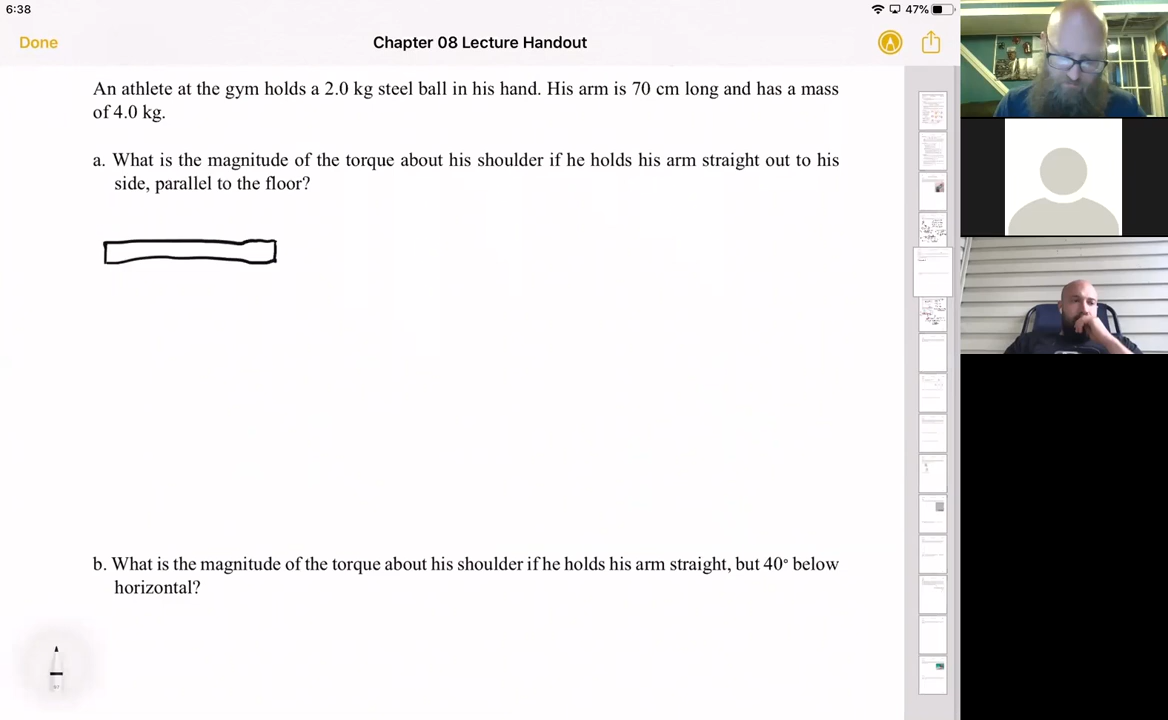 6:38
47%
Done
Chapter 08 Lecture Handout
An athlete at the gym holds a 2.0 kg steel ball in his hand. His arm is 70 cm long and has a mass
of 4.0 kg.
a. What is the magnitude of the torque about his shoulder if he holds his arm straight out to his
side, parallel to the floor?
b. What is the magnitude of the torque about his shoulder if he holds his arm straight, but 40° below
horizontal?